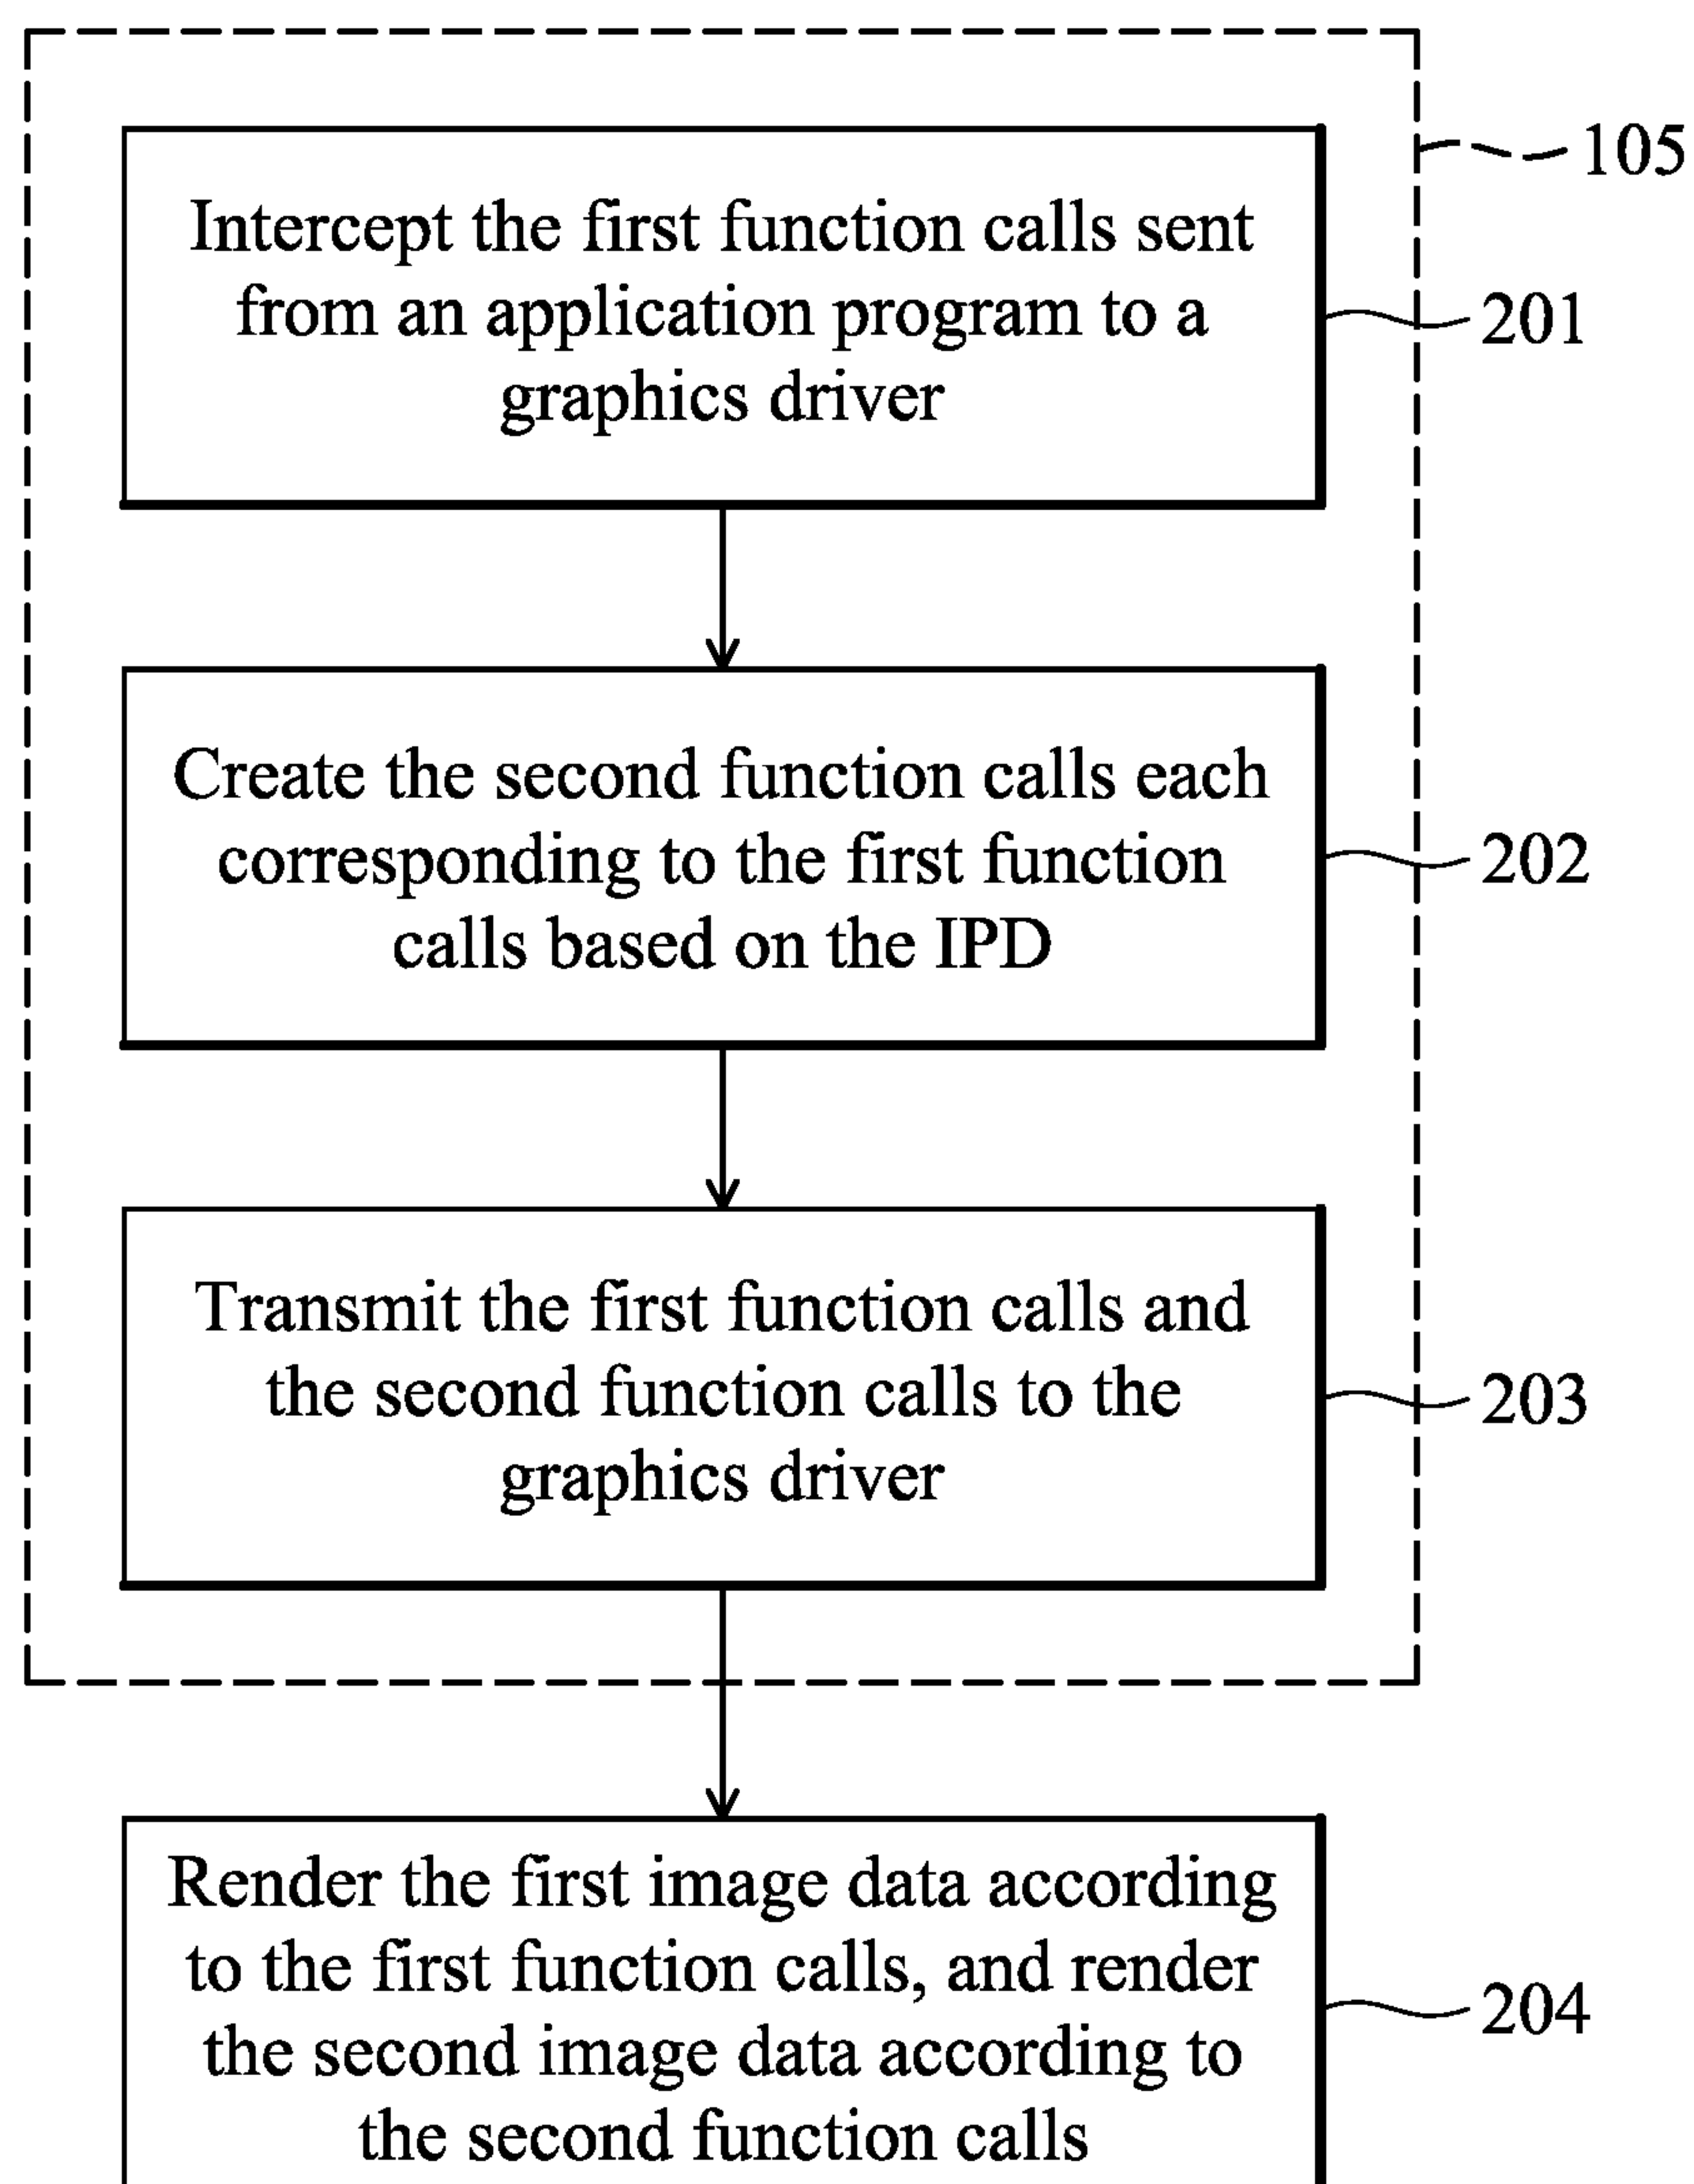 105
Intercept the first function calls sent
from an application program to a
graphics driver
201
Create the second function calls each
corresponding to the first function
calls based on the IPD
202
Transmit the first function calls and
the second function calls to the
graphics driver
203
Render the first image data according
to the first function calls, and render
the second image data according to
the second function calls
204